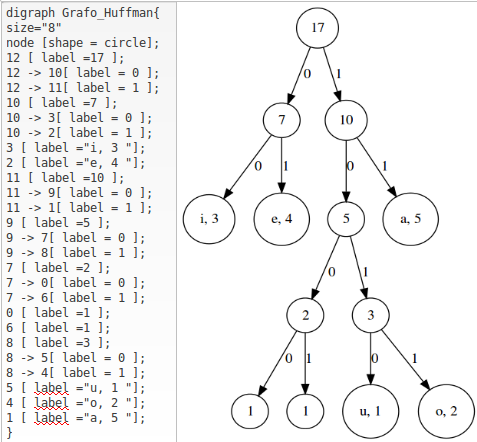 digraph Grafo_Huffman{
size="8"
node [shape = circle];
12 [ label =17 ];
12 -> 10[ label = 0 ];
12 -> 11[ label = 1 ];
10 [ label =7 ];
10 -> 3[ label = 0 ];
10 -> 2[ label = 1 ];
3 [ label ="i, 3 "];
2 [ label ="e, 4 "];
11 [ label =10 ];
11 -> 9[ label = 0 ];
11 -> 1[ label = 1 ];
9 [ label =5 ];
9 -> 7[ label = 0 ];
9 -> 8[ label = 1 ];
7 [ label =2 ];
7 -> 0[ label = 0 ];
7 -> 6[ label = 1 ];
0 [ label =1 ];
6 [ label =1 ];
8 [ label =3 ];
8 -> 5[ label = 0 ];
8 -> 4[ label = 1 ];
5 [ label ="u, 1 "];
4 [ label ="o, 2 "];
1 [ label ="a, 5 "];
}
17
0 1
7 10
0 1 0 1
i, 3 e, 4 5 a, 5
0 1
2 3
0 1 0 1
1 1 u, 1 o, 2